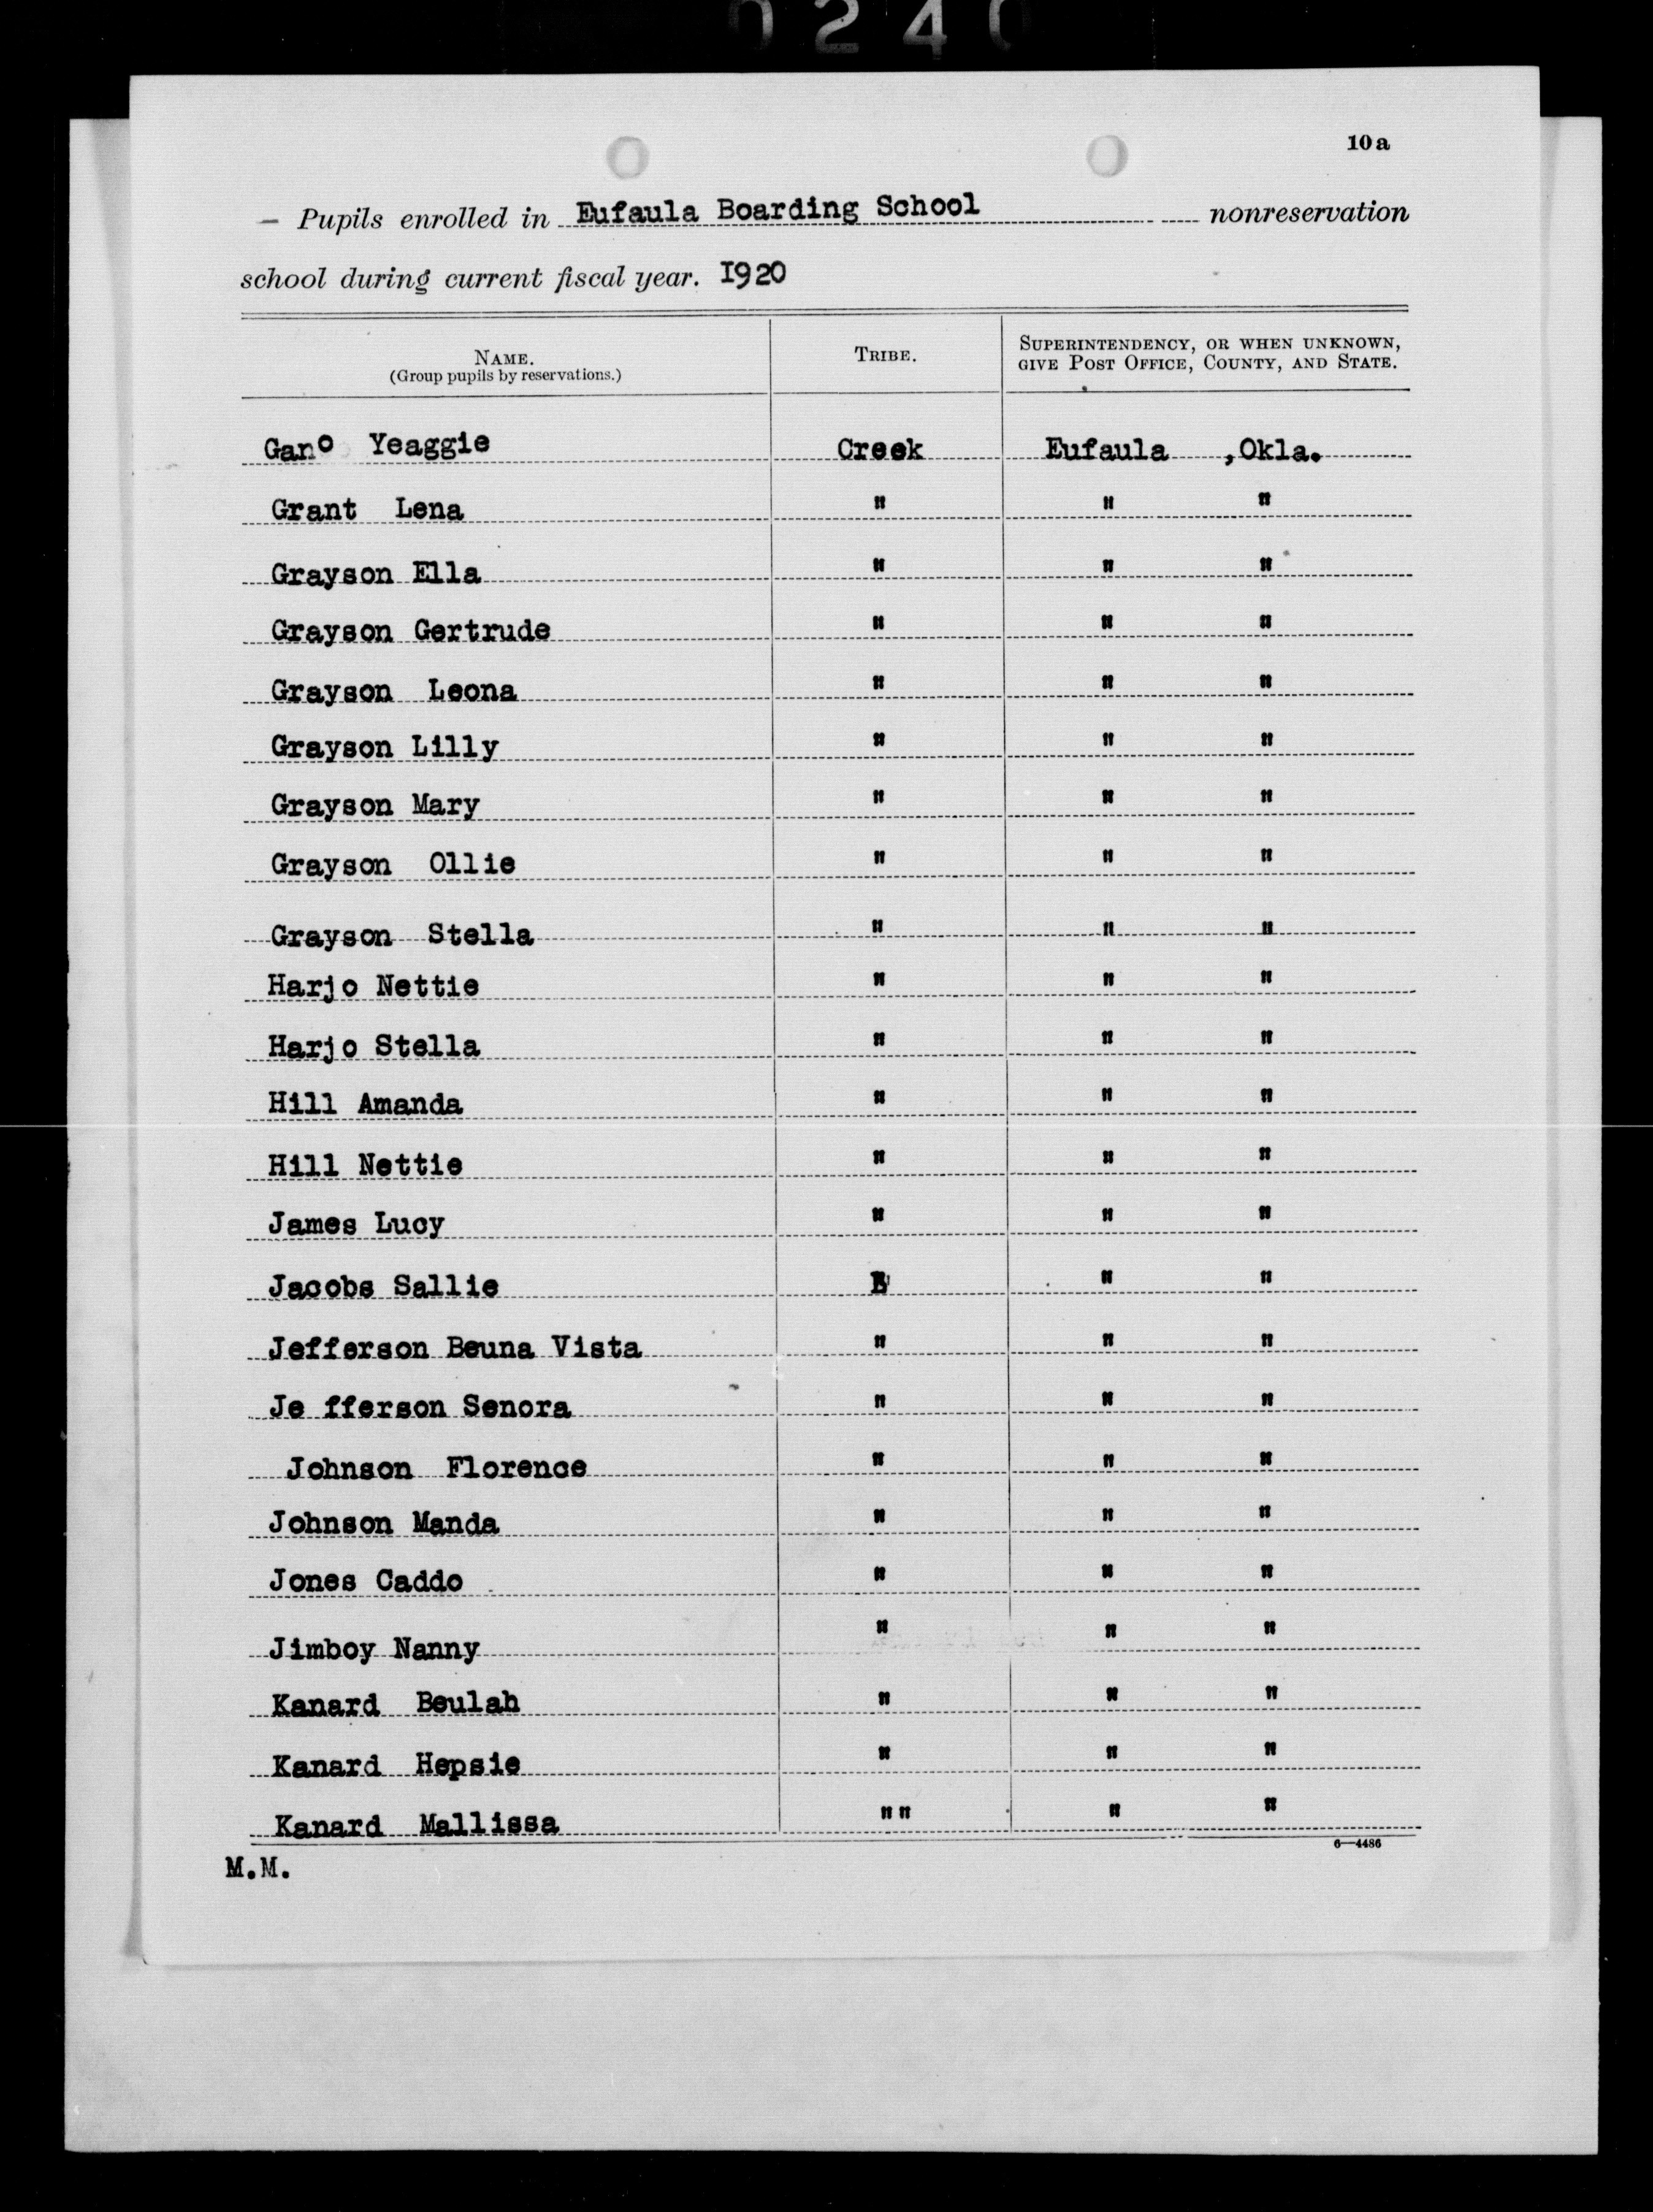 0240
10a
— Pupils enrolled in Eufaula Boarding School nonreservation
school during current fiscal year. 1920
NAME. TRIBE. SUPERINTENDENCY, OR WHEN UNKNOWN,
(Group pupils by reservations.) GIVE POST OFFICE, COUNTY, AND STATE.
Gano Yeaggie Creek Eufaula ,Okla.
Grant Lena " " "
Grayson Ella " " "
Grayson Gertrude " " "
Grayson Leona " " "
Grayson Lilly " " "
Grayson Mary " " "
Grayson Ollie " " "
Grayson Stella " " "
Harjo Nettie " " "
Harjo Stella " " "
Hill Amanda " " "
Hill Nettie " " "
James Lucy " " "
Jacobs Sallie " " "
Jefferson Beuna Vista " " "
Je fferson Senora " " "
Johnson Florence " " "
Johnson Manda " " "
Jones Caddo " " "
Jimboy Nanny " " "
Kanard Beulah " " "
Kanard Hepsie " " "
Kanard Mallissa "" " "
6—4486
M.M.